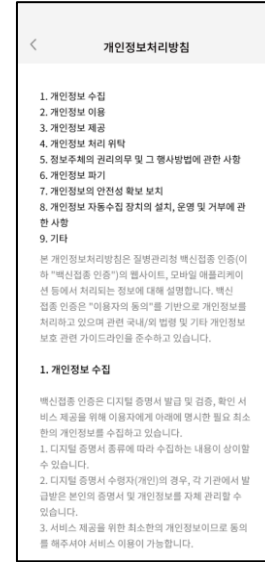 개인정보처리방침
1. 개인정보 수집
2. 개인정보 이용
3. 개인정보 제공
4. 개인정보 처리 위탁
5. 정보주체의 권리의무 및 그 행사방법에 관한 사항
6. 개인정보 파기
7. 개인정보의 안전성 확보 보치
8. 개인정보 자동수집 장치의 설치, 운영 및 거부에 관
한 사항
9. 기타
본 개인정보처리방침은 질병관리청 백신접종 인증(이
하 "백신접종 인증")의 웹사이트, 모바일 애플리케이
션 등에서 처리되는 정보에 대해 설명합니다. 백신
접종 인증은 "이용자의 동의"를 기반으로 개인정보를
처리하고 있으며 관련 국내/외 법령 및 기타 개인정보
보호 관련 가이드라인을 준수하고 있습니다.
1. 개인정보 수집
백신접종 인증은 디지털 증명서 발급 및 검증, 확인 서
비스 제공을 위해 이용자에게 아래에 명시한 필요 최소
한의 개인정보를 수집하고 있습니다.
1. 디지털 증명서 종류에 따라 수집하는 내용이 상이할
수 있습니다.
2. 디지털 증명서 수령자(개인)의 경우, 각 기관에서 발
급받은 본인의 증명서 및 개인정보를 자체 관리할 수
있습니다.
3. 서비스 제공을 위한 최소한의 개인정보이므로 동의
를 해주셔야 서비스 이용이 가능합니다.